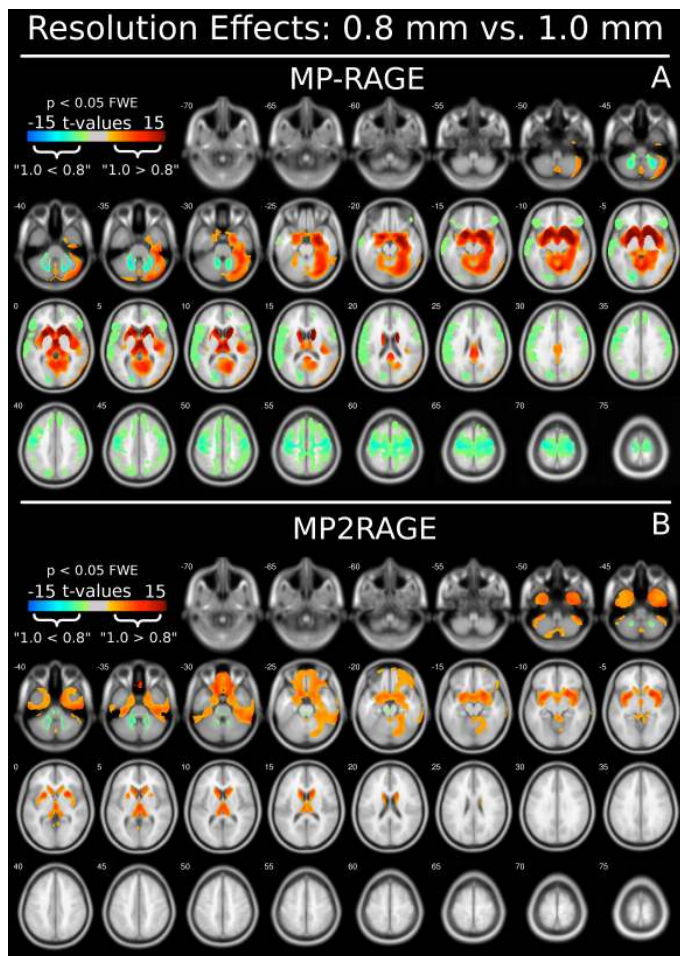 Resolution Effects: 0.8 mm vs. 1.0 mm
MP-RAGE
A
p < 0.05 FWE
-15 t-values 15
"1.0 < 0.8" "1.0 > 0.8"
-70 -65 -60 -55 -50 -45
-40 -35 -30 -25 -20 -15 -10 -5
0 5 10 15 20 25 30 35
40 45 50 55 60 65 70 75
MP2RAGE
B
p < 0.05 FWE
-15 t-values 15
"1.0 < 0.8" "1.0 > 0.8"
-70 -65 -60 -55 -50 -45
-40 -35 -30 -25 -20 -15 -10 -5
0 5 10 15 20 25 30 35
40 45 50 55 60 65 70 75